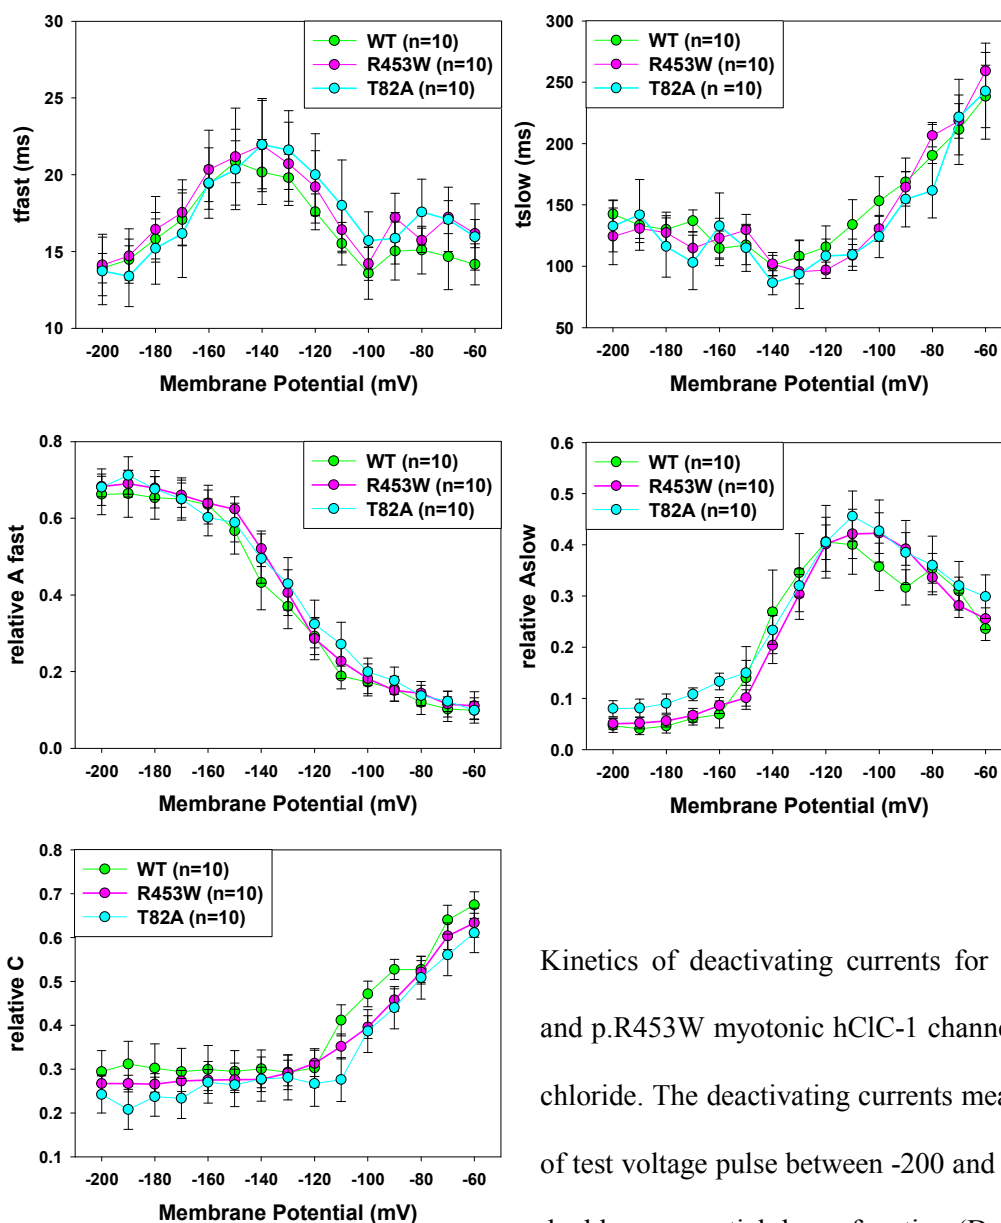 30
25
20
15
10
tfast (ms)
WT (n=10)
R453W (n=10)
T82A (n=10)
-200 -180 -160 -140 -120 -100 -80 -60
Membrane Potential (mV)
300
250
200
150
100
50
tslow (ms)
WT (n=10)
R453W (n=10)
T82A (n =10)
-200 -180 -160 -140 -120 -100 -80 -60
Membrane Potential (mV)
0.8
0.6
0.4
0.2
0.0
relative A fast
WT (n=10)
R453W (n=10)
T82A (n=10)
-200 -180 -160 -140 -120 -100 -80 -60
Membrane Potential (mV)
0.6
0.5
0.4
0.3
0.2
0.1
0.0
relative Aslow
WT (n=10)
R453W (n=10)
T82A (n=10)
-200 -180 -160 -140 -120 -100 -80 -60
Membrane Potential (mV)
0.8
0.7
0.6
0.5
0.4
0.3
0.2
0.1
relative C
WT (n=10)
R453W (n=10)
T82A (n=10)
-200 -180 -160 -140 -120 -100 -80 -60
Membrane Potential (mV)
Kinetics of deactivating currents for
and p.R453W myotonic hClC-1 channe
chloride. The deactivating currents mea
of test voltage pulse between -200 and